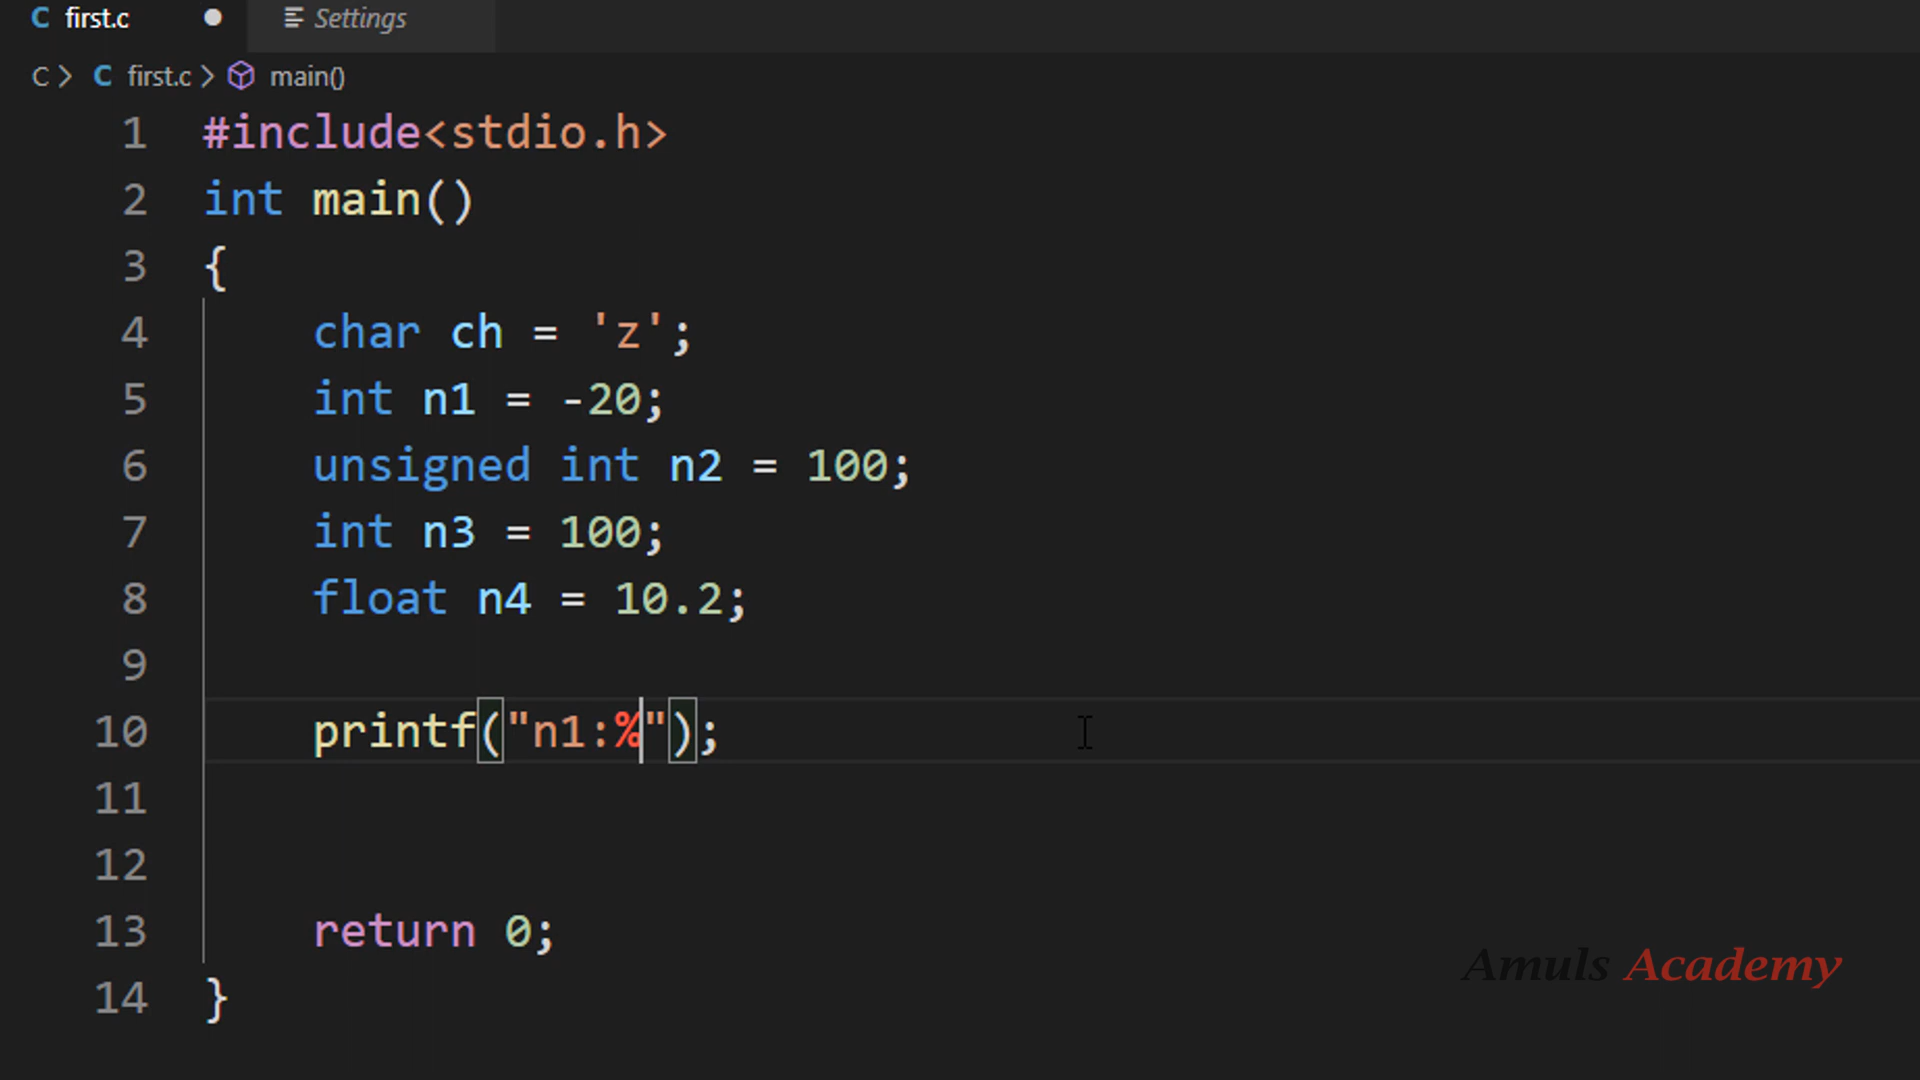 first.c Settings
C > first.c > main()
1 #include<stdio.h>
2 int main()
3 {
4 char ch = 'z';
5 int n1 = -20;
6 unsigned int n2 = 100;
7 int n3 = 100;
8 float n4 = 10.2;
9
10 printf("n1:%");
11
12
13 return 0;
14 }
Amuls Academy